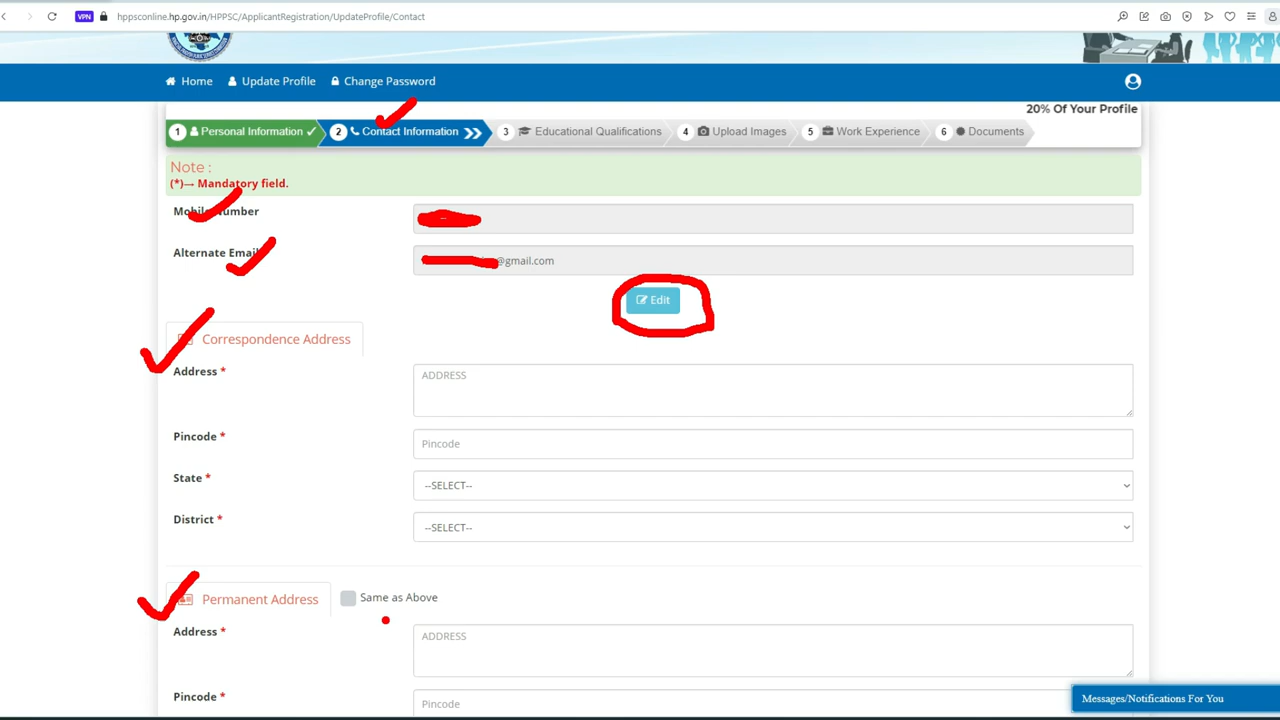 VPN hppsconline.hp.gov.in/HPPSC/ApplicantRegistration/UpdateProfile/Contact
Home Update Profile Change Password
20% Of Your Profile
1 Personal Information 2 Contact Information 3 Educational Qualifications 4 Upload Images 5 Work Experience 6 Documents
Note :
(*)→ Mandatory field.
Mobile Number
Alternate Email @gmail.com
Edit
Correspondence Address
Address * ADDRESS
Pincode * Pincode
State * --SELECT--
District * --SELECT--
Permanent Address Same as Above
Address * ADDRESS
Pincode * Pincode
Messages/Notifications For You